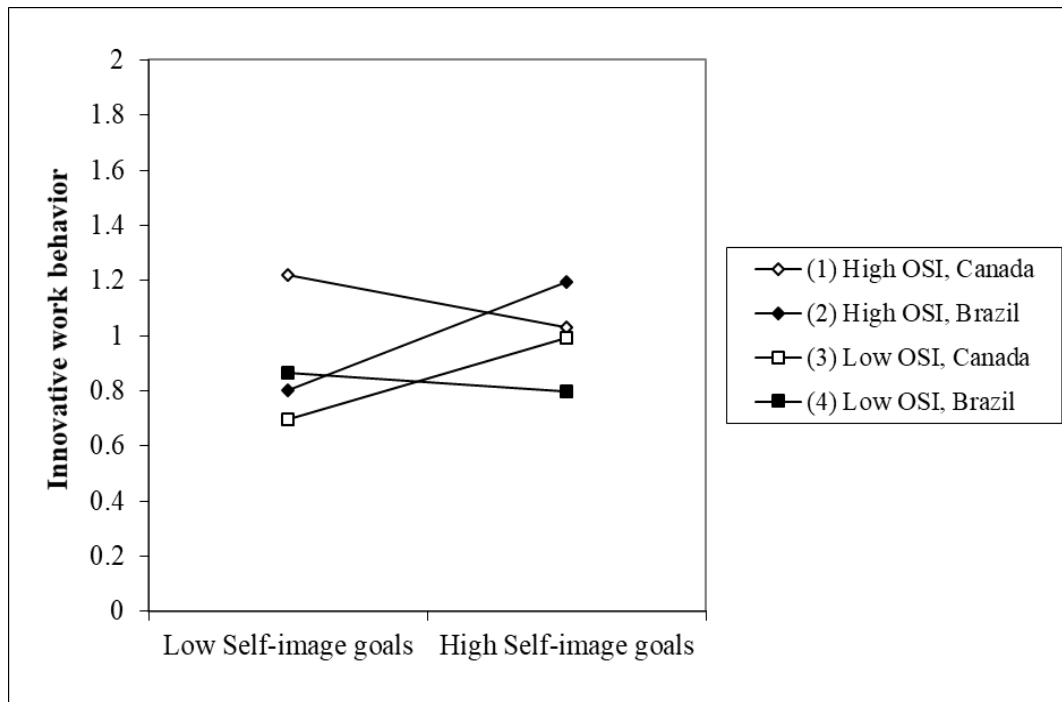 2
1.8
1.6
1.4
1.2
1
0.8
0.6
0.4
0.2
0
Innovative work behavior
Low Self-image goals
High Self-image goals
(1) High OSI, Canada
(2) High OSI, Brazil
(3) Low OSI, Canada
(4) Low OSI, Brazil